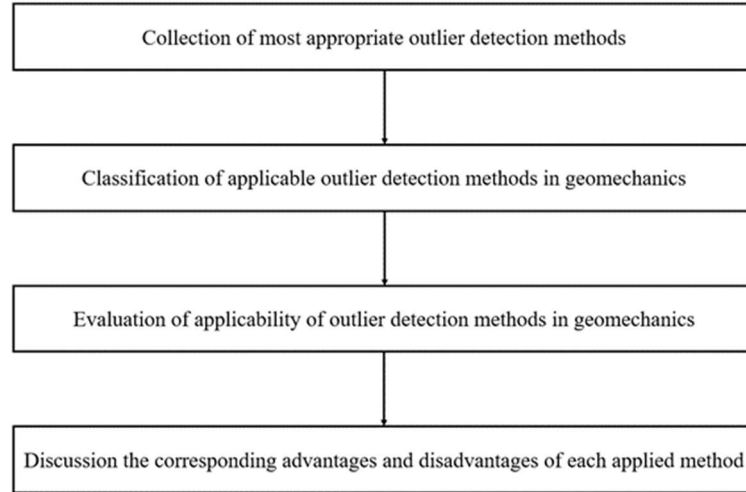 Collection of most appropriate outlier detection methods
Classification of applicable outlier detection methods in geomechanics
Evaluation of applicability of outlier detection methods in geomechanics
Discussion the corresponding advantages and disadvantages of each applied method